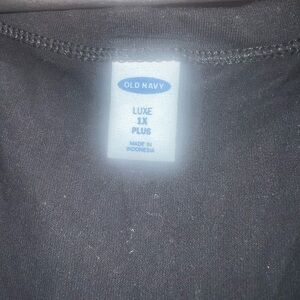 OLD NAVY
LUXE
1X
PLUS
MADE IN
INDONESIA